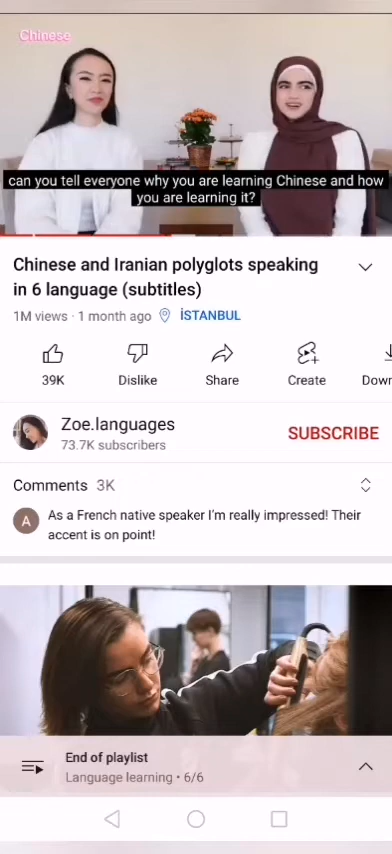 Chinese
can you tell everyone why you are learning Chinese and how
you are learning it?
Chinese and Iranian polyglots speaking
in 6 language (subtitles)
1M views · 1 month ago İSTANBUL
39K Dislike Share Create Down
Zoe.languages
73.7K subscribers
SUBSCRIBE
Comments 3K
A
As a French native speaker I'm really impressed! Their
accent is on point!
End of playlist
Language learning • 6/6